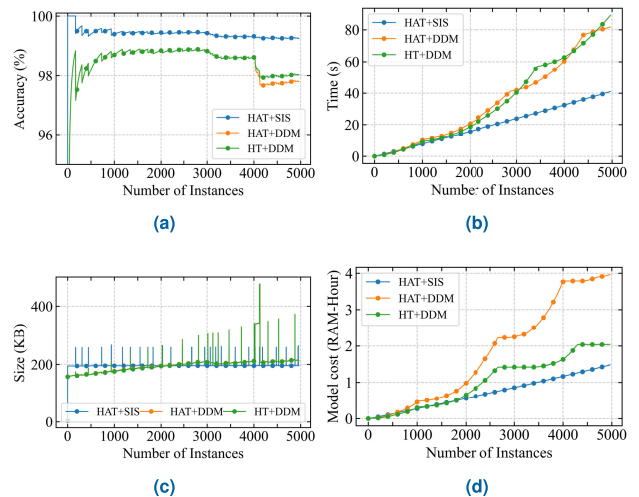 100
98
96
Accuracy (%)
HAT+SIS
HAT+DDM
HT+DDM
0 1000 2000 3000 4000 5000
Number of Instances
(a)
80
60
40
20
0
Time (s)
HAT+SIS
HAT+DDM
HT+DDM
0 1000 2000 3000 4000 5000
Number of Instances
(b)
400
200
0
Size (KB)
HAT+SIS HAT+DDM HT+DDM
0 1000 2000 3000 4000 5000
Number of Instances
(c)
4
3
2
1
0
Model cost (RAM-Hour)
HAT+SIS
HAT+DDM
HT+DDM
0 1000 2000 3000 4000 5000
Number of Instances
(d)